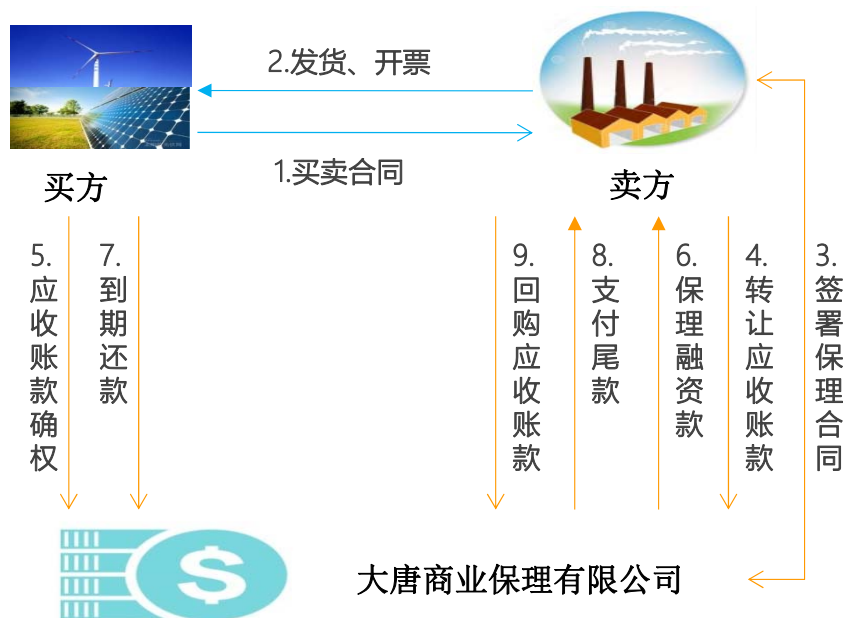 2.发货、开票
1.买卖合同
买方
卖方
5.应收账款确权
7.到期还款
9.回购应收账款
8.支付尾款
6.保理融资款
4.转让应收账款
3.签署保理合同
$
大唐商业保理有限公司